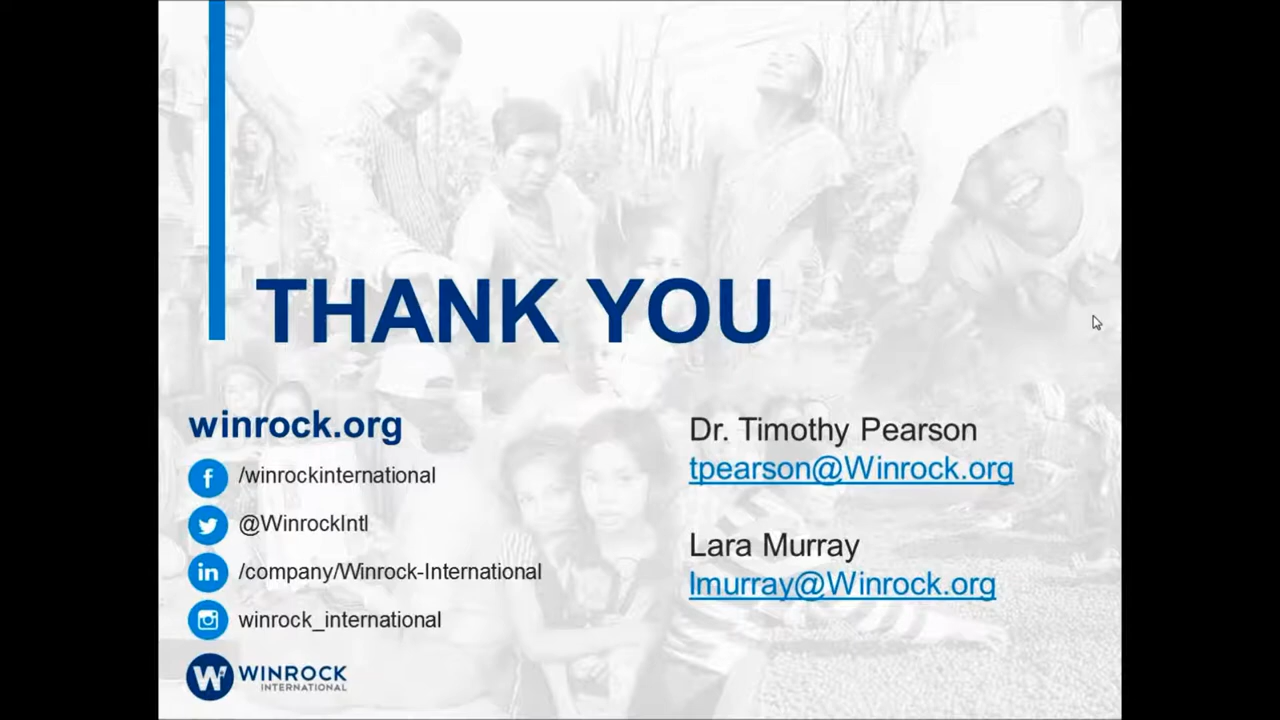 THANK YOU
winrock.org
/winrockinternational
@WinrockIntl
/company/Winrock-International
winrock_international
WINROCK
INTERNATIONAL
Dr. Timothy Pearson
tpearson@Winrock.org
Lara Murray
lmurray@Winrock.org